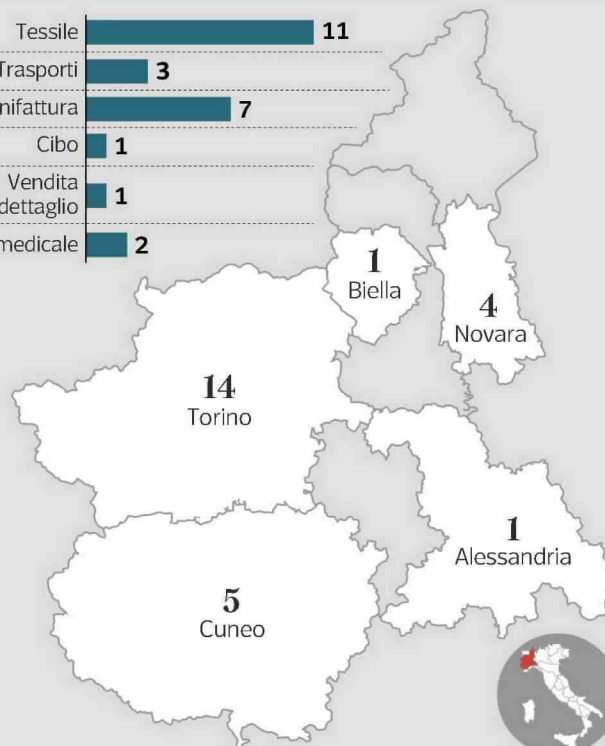 Tessile 11
Trasporti 3
nifattura 7
Cibo 1
Vendita
dettaglio 1
medicale 2
1
Biella
4
Novara
14
Torino
1
Alessandria
5
Cuneo